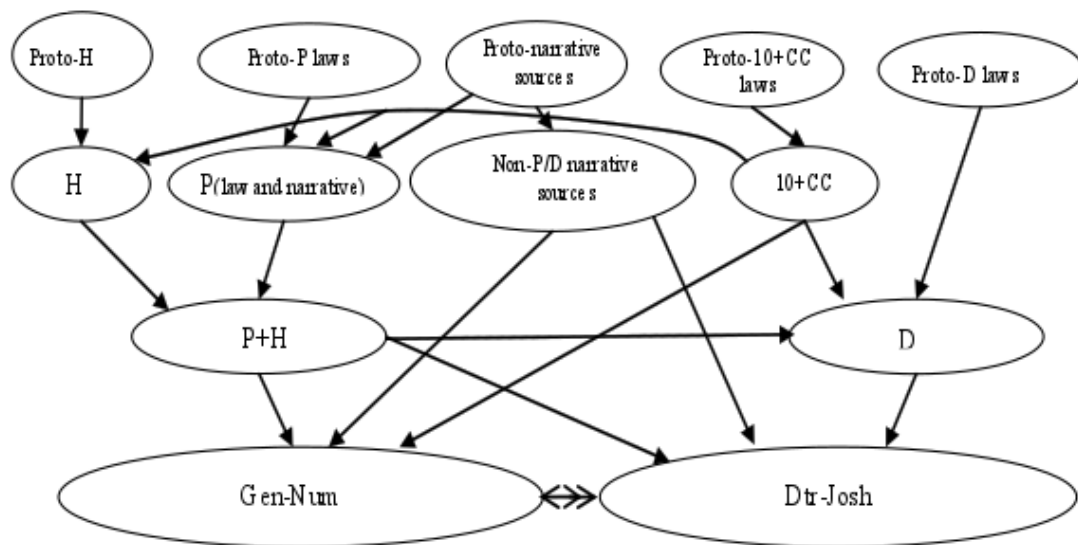 Proto-H
Proto-P laws
Proto-narrative
sources
Proto-10+CC
laws
Proto-D laws
H
P(law and narrative)
Non-P/D narrative
sources
10+CC
P+H
D
Gen-Num
Dtr-Josh